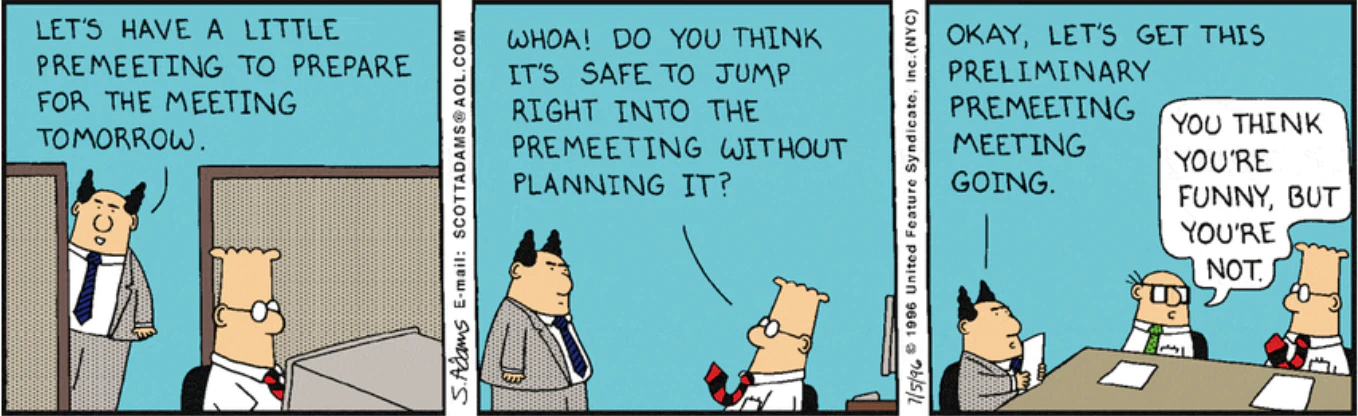 LET'S HAVE A LITTLE
PREMEETING TO PREPARE
FOR THE MEETING
TOMORROW.
S. Adams E-mail: SCOTTADAMS@AOL.COM
WHOA! DO YOU THINK
IT'S SAFE TO JUMP
RIGHT INTO THE
PREMEETING WITHOUT
PLANNING IT?
7/5/96 © 1996 United Feature Syndicate, Inc.(NYC)
OKAY, LET'S GET THIS
PRELIMINARY
PREMEETING
MEETING
GOING.
YOU THINK
YOU'RE
FUNNY, BUT
YOU'RE
NOT.